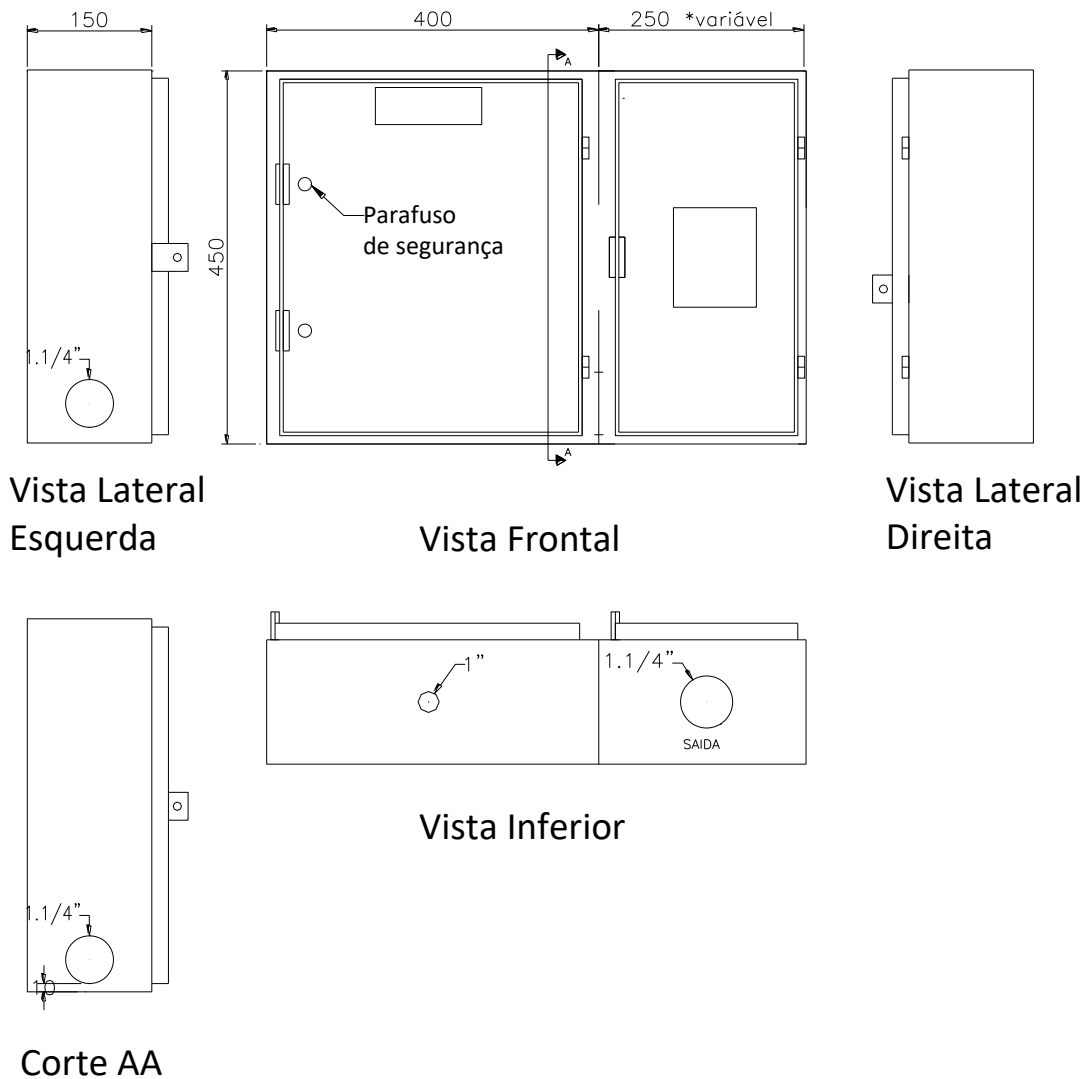 150
400
250 *variável
A
Parafuso
de segurança
450
1.1/4"
A
Vista Lateral
Esquerda
Vista Frontal
Vista Lateral
Direita
1"
1.1/4"
SAIDA
Vista Inferior
1.1/4"
10
Corte AA